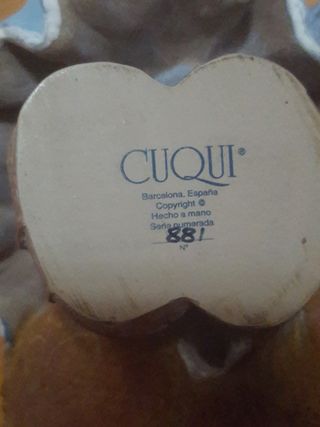 CUQUI®
Barcelona, España
Copyright ©
Hecho a mano
Serie numerada
881
Nº